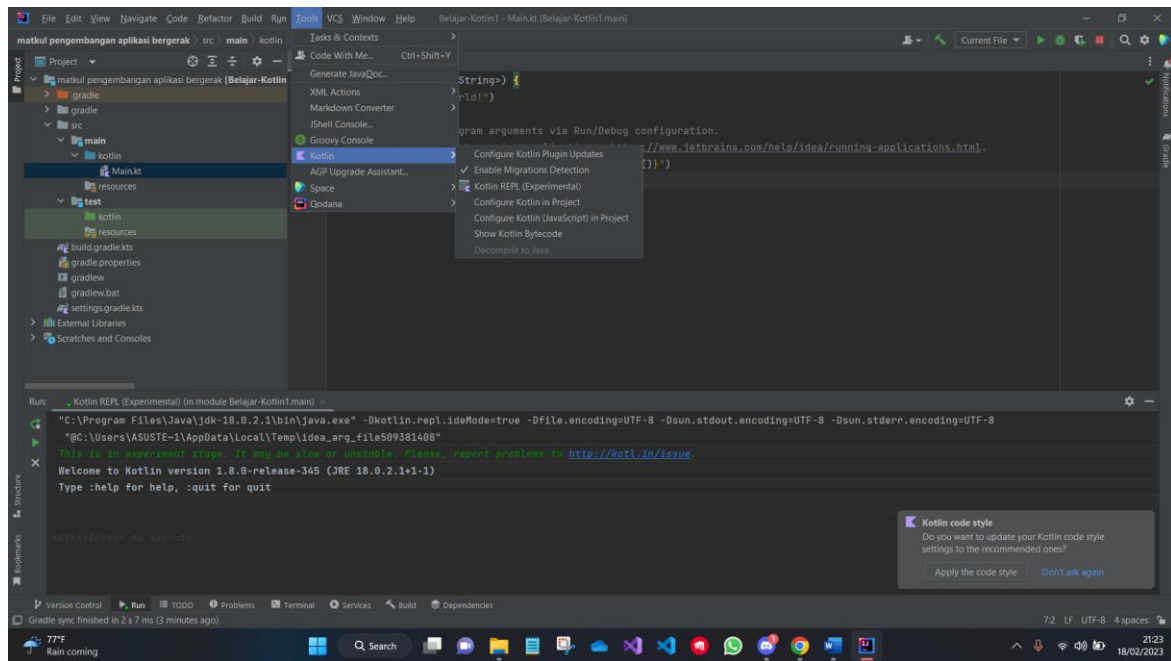 File Edit View Navigate Code Refactor Build Run Tools VCS Window Help Belajar-Kotlin1 - Main.kt [Belajar-Kotlin1.main]
matkul pengembangan aplikasi bergerak src main kotlin
Current File
Project
Project
matkul pengembangan aplikasi bergerak [Belajar-Kotlin
.gradle
gradle
src
main
kotlin
Main.kt
resources
test
kotlin
resources
build.gradle.kts
gradle.properties
gradlew
gradlew.bat
settings.gradle.kts
External Libraries
Scratches and Consoles
Tasks & Contexts
Code With Me... Ctrl+Shift+Y
Generate JavaDoc...
XML Actions
Markdown Converter
JShell Console...
Groovy Console
Kotlin
AGP Upgrade Assistant...
Space
Qodana
Configure Kotlin Plugin Updates
Enable Migrations Detection
Kotlin REPL (Experimental)
Configure Kotlin in Project
Configure Kotlin (JavaScript) in Project
Show Kotlin Bytecode
Decompile to Java
String>) {
rld!")
gram arguments via Run/Debug configuration.
://www.jetbrains.com/help/idea/running-applications.html.
()}")
Notifications
Gradle
Run: Kotlin REPL (Experimental) (in module Belajar-Kotlin1.main)
"C:\Program Files\Java\jdk-18.0.2.1\bin\java.exe" -Dkotlin.repl.ideMode=true -Dfile.encoding=UTF-8 -Dsun.stdout.encoding=UTF-8 -Dsun.stderr.encoding=UTF-8
"@C:\Users\ASUSTE~1\AppData\Local\Temp\idea_arg_file509381408"
This is in experiment stage. It may be slow or unstable. Please, report problems to http://kotl.in/issue.
Welcome to Kotlin version 1.8.0-release-345 (JRE 18.0.2.1+1-1)
Type :help for help, :quit for quit
<Ctrl+Enter> to execute
Structure
Bookmarks
Kotlin code style
Do you want to update your Kotlin code style
settings to the recommended ones?
Apply the code style Don't ask again
Version Control Run TODO Problems Terminal Services Build Dependencies
Gradle sync finished in 2 s 7 ms (3 minutes ago) 7:2 LF UTF-8 4 spaces
77°F
Rain coming
Search
21:23
18/02/2023